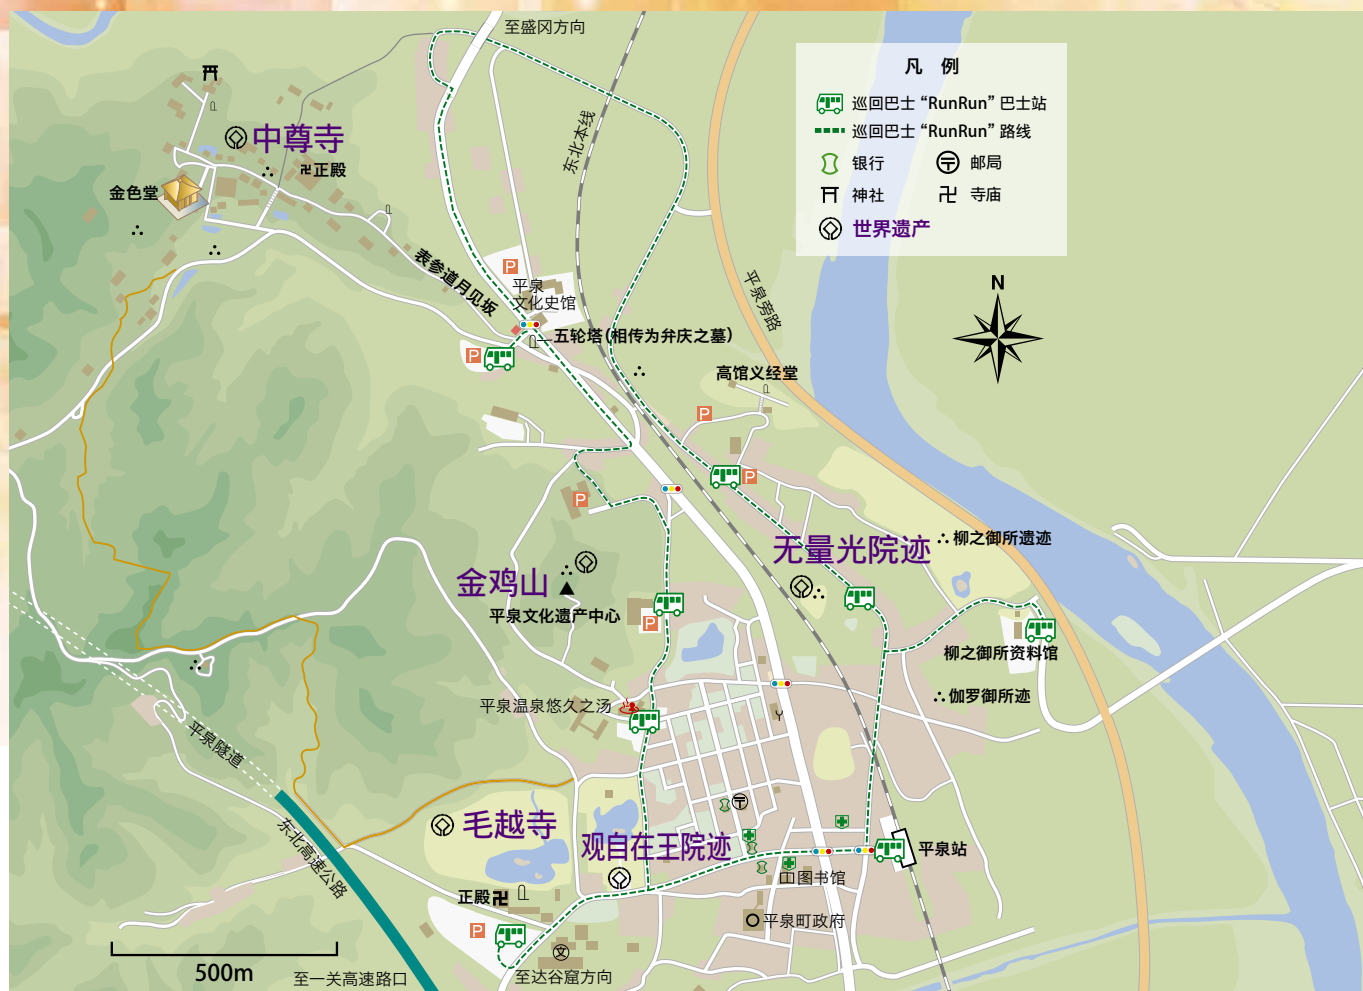 至盛冈方向
凡 例
巡回巴士 “RunRun” 巴士站
巡回巴士 “RunRun” 路线
银行
邮局
神社
寺庙
世界遗产
东北本线
中尊寺
正殿
金色堂
表参道月见坂
P
平泉
文化史馆
平泉旁路
N
五轮塔(相传为弁庆之墓)
P
高馆义经堂
P
P
P
无量光院迹
柳之御所遗迹
金鸡山
平泉文化遗产中心
P
柳之御所资料馆
伽罗御所迹
平泉温泉悠久之汤
平泉隧道
毛越寺
观自在王院迹
东北高速公路
平泉站
图书馆
正殿
平泉町政府
P
文
500m
至一关高速路口
至达谷窟方向